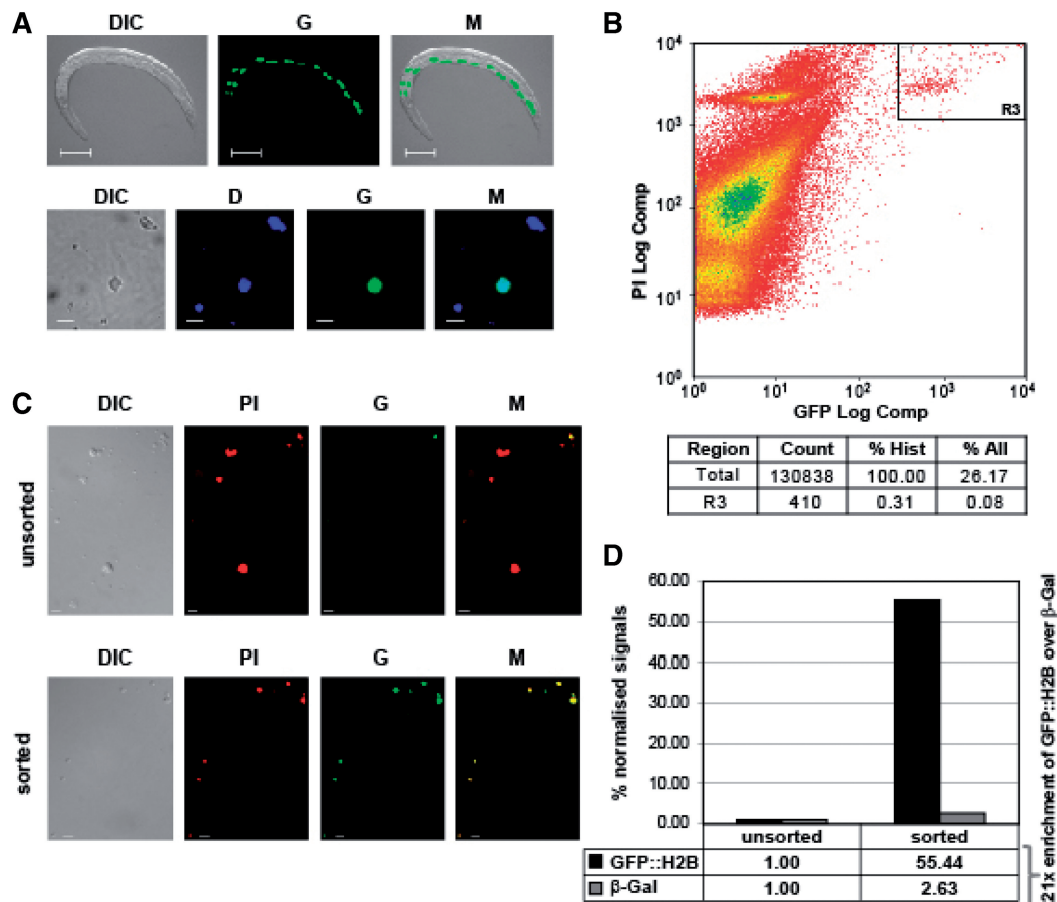 A
DIC G M
DIC D G M
B
PI Log Comp
10⁴
10³
10²
10¹
10⁰
R3
10⁰ 10¹ 10² 10³ 10⁴
GFP Log Comp
Region Count % Hist % All
Total 130838 100.00 26.17
R3 410 0.31 0.08
C
DIC PI G M
unsorted
DIC PI G M
sorted
D
% normalised signals
60.00
50.00
40.00
30.00
20.00
10.00
0.00
unsorted sorted
GFP::H2B 1.00 55.44
β-Gal 1.00 2.63
21x enrichment of GFP::H2B over β-Gal